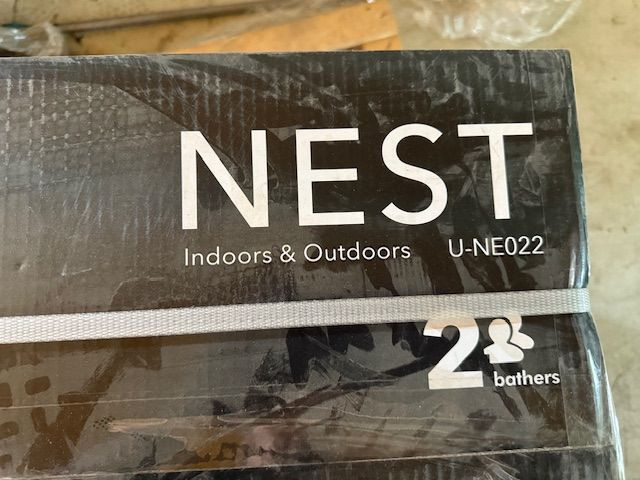 NEST
Indoors & Outdoors U-NE022
2
bathers